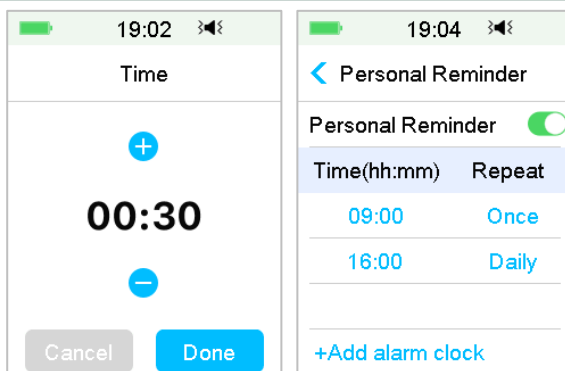 19:02
Time
00:30
Cancel
Done
19:04
Personal Reminder
Personal Reminder
Time(hh:mm) Repeat
09:00 Once
16:00 Daily
+Add alarm clock